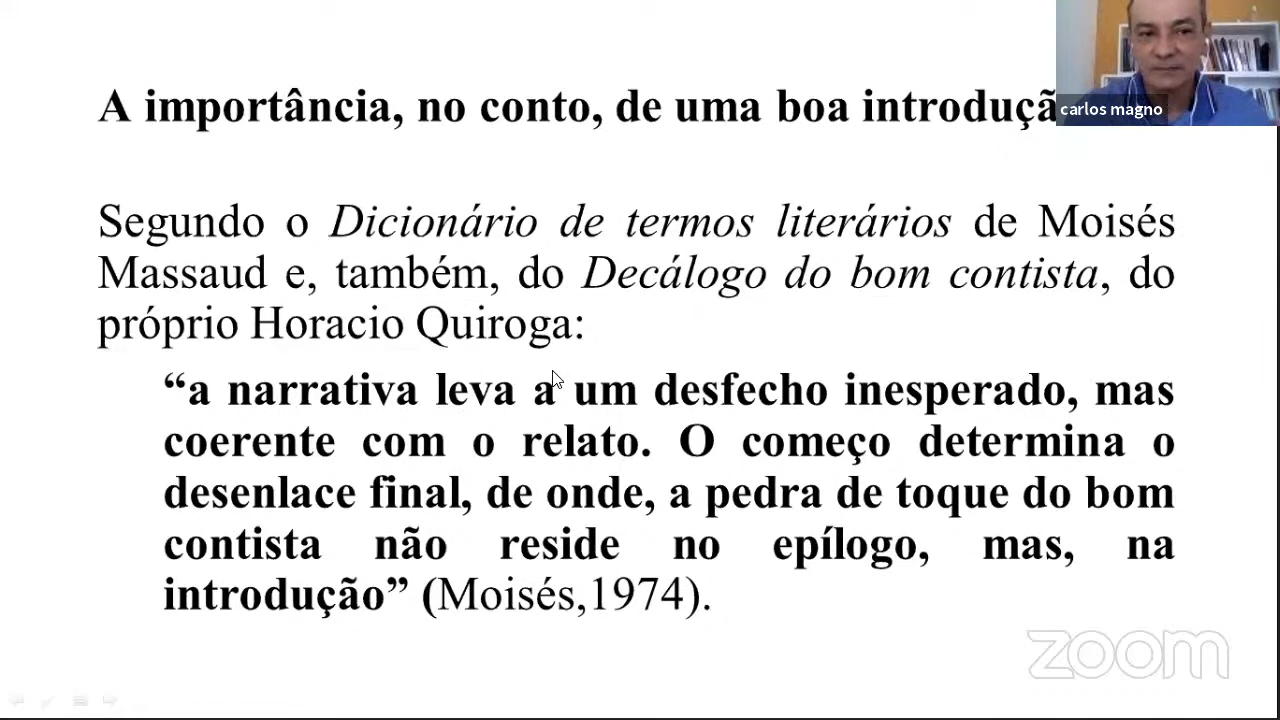 A importância, no conto, de uma boa introduçã
carlos magno
Segundo o Dicionário de termos literários de Moisés
Massaud e, também, do Decálogo do bom contista, do
próprio Horacio Quiroga:
“a narrativa leva a um desfecho inesperado, mas
coerente com o relato. O começo determina o
desenlace final, de onde, a pedra de toque do bom
contista não reside no epílogo, mas, na
introdução” (Moisés,1974).
zoom